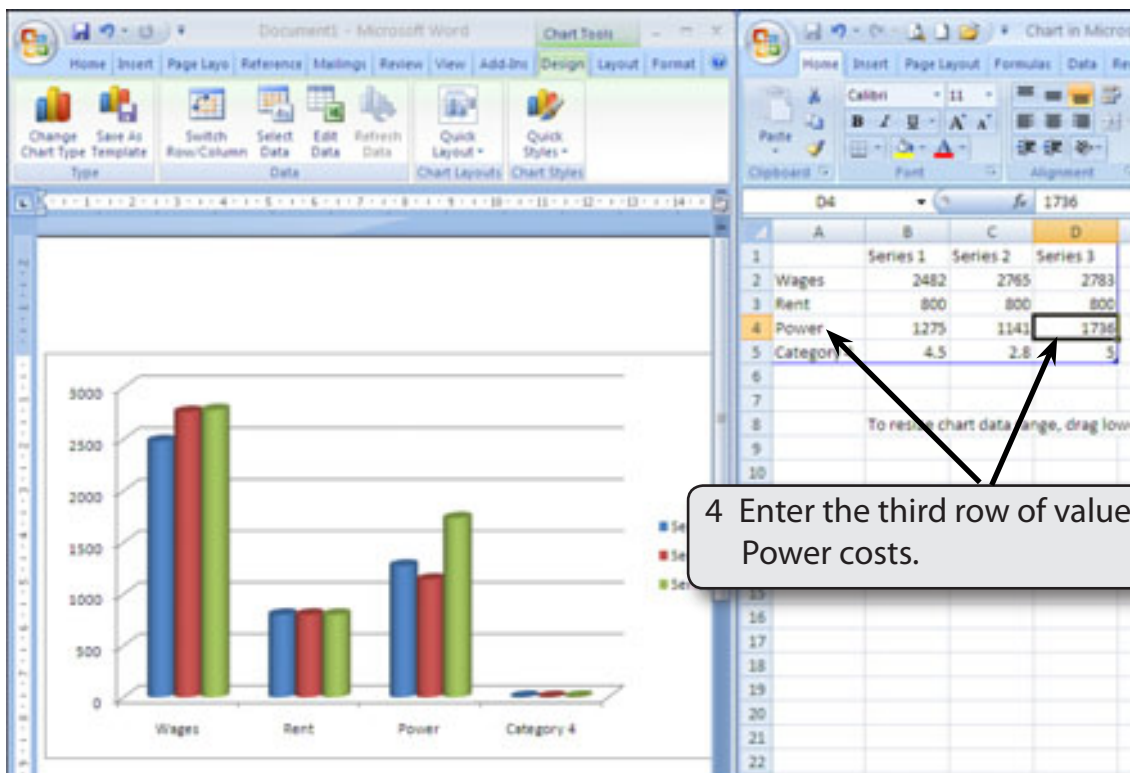 Document1 - Microsoft Word
Chart Tools
Home Insert Page Layo Reference Mailings Review View Add-Ins Design Layout Format
Change Chart Type
Save As Template
Switch Row/Column
Select Data
Edit Data
Refresh Data
Quick Layout
Quick Styles
Type
Data
Chart Layouts
Chart Styles
3000
2500
2000
1500
1000
500
0
Wages Rent Power Category 4
Chart in Micros
Home Insert Page Layout Formulas Data Re
Paste
Calibri 11
B I U A A
Clipboard Font Alignment
D4 fx 1736
A B C D
1 Series 1 Series 2 Series 3
2 Wages 2482 2765 2783
3 Rent 800 800 800
4 Power 1275 1141 1736
5 Category 4.5 2.8 5
6
7
8 To resize chart data range, drag low
9
10
4 Enter the third row of value
Power costs.
15
16
17
18
19
20
21
22